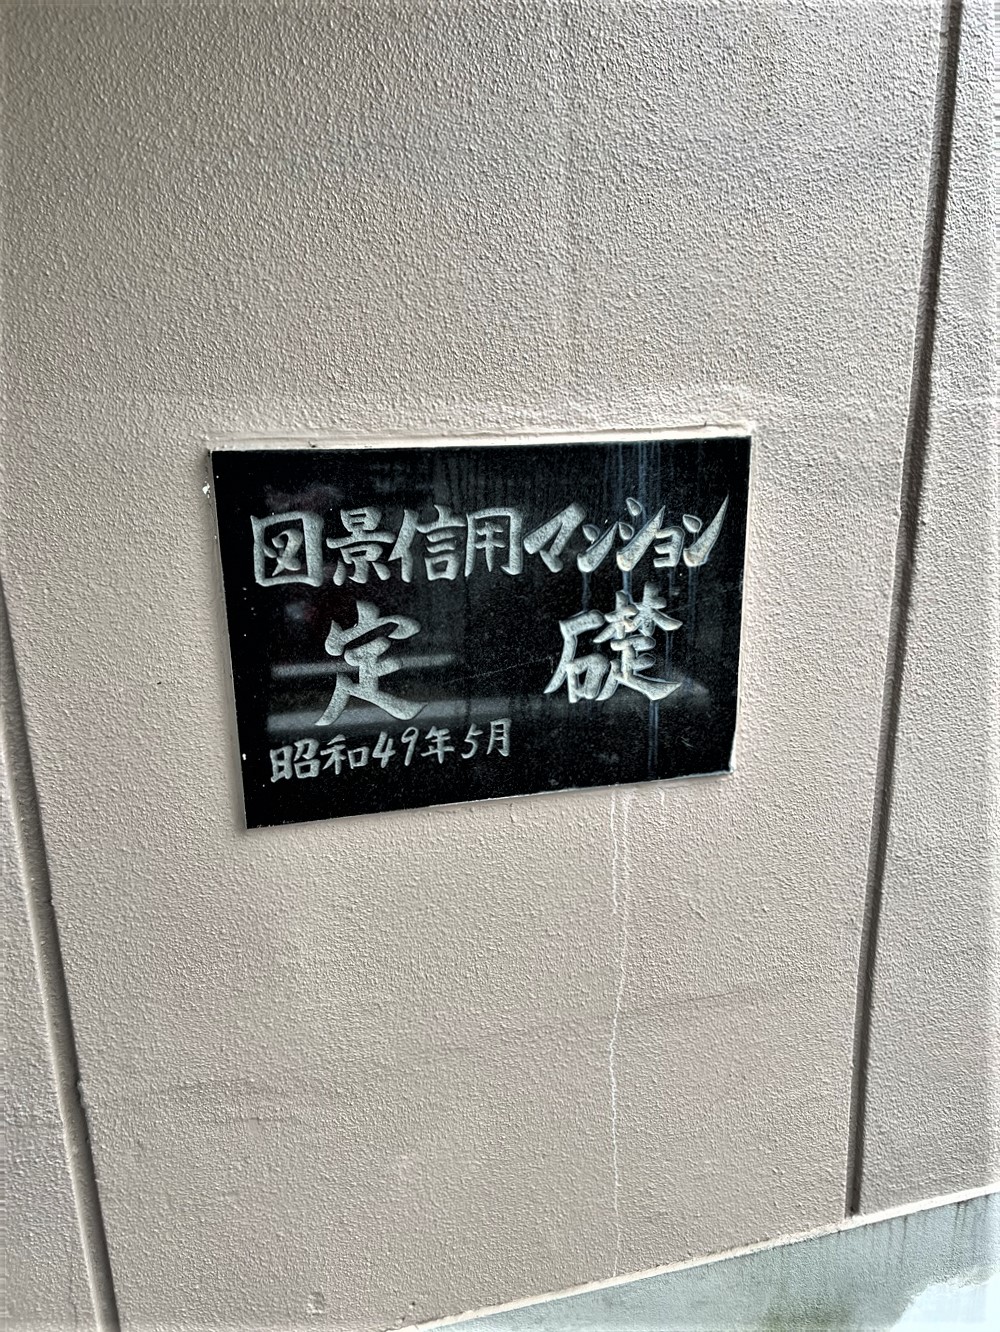 図景信用マンション
定 礎
昭和49年5月